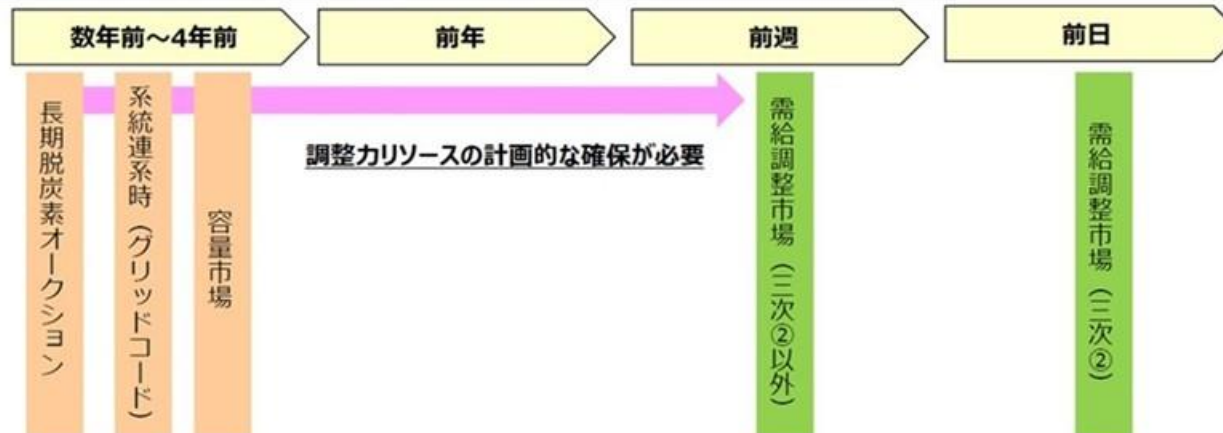 数年前～4年前
前年
前週
前日
調整力リソースの計画的な確保が必要
長期脱炭素オークション
系統連系時（グリッドコード）
容量市場
需給調整市場（三次②以外）
需給調整市場（三次②）